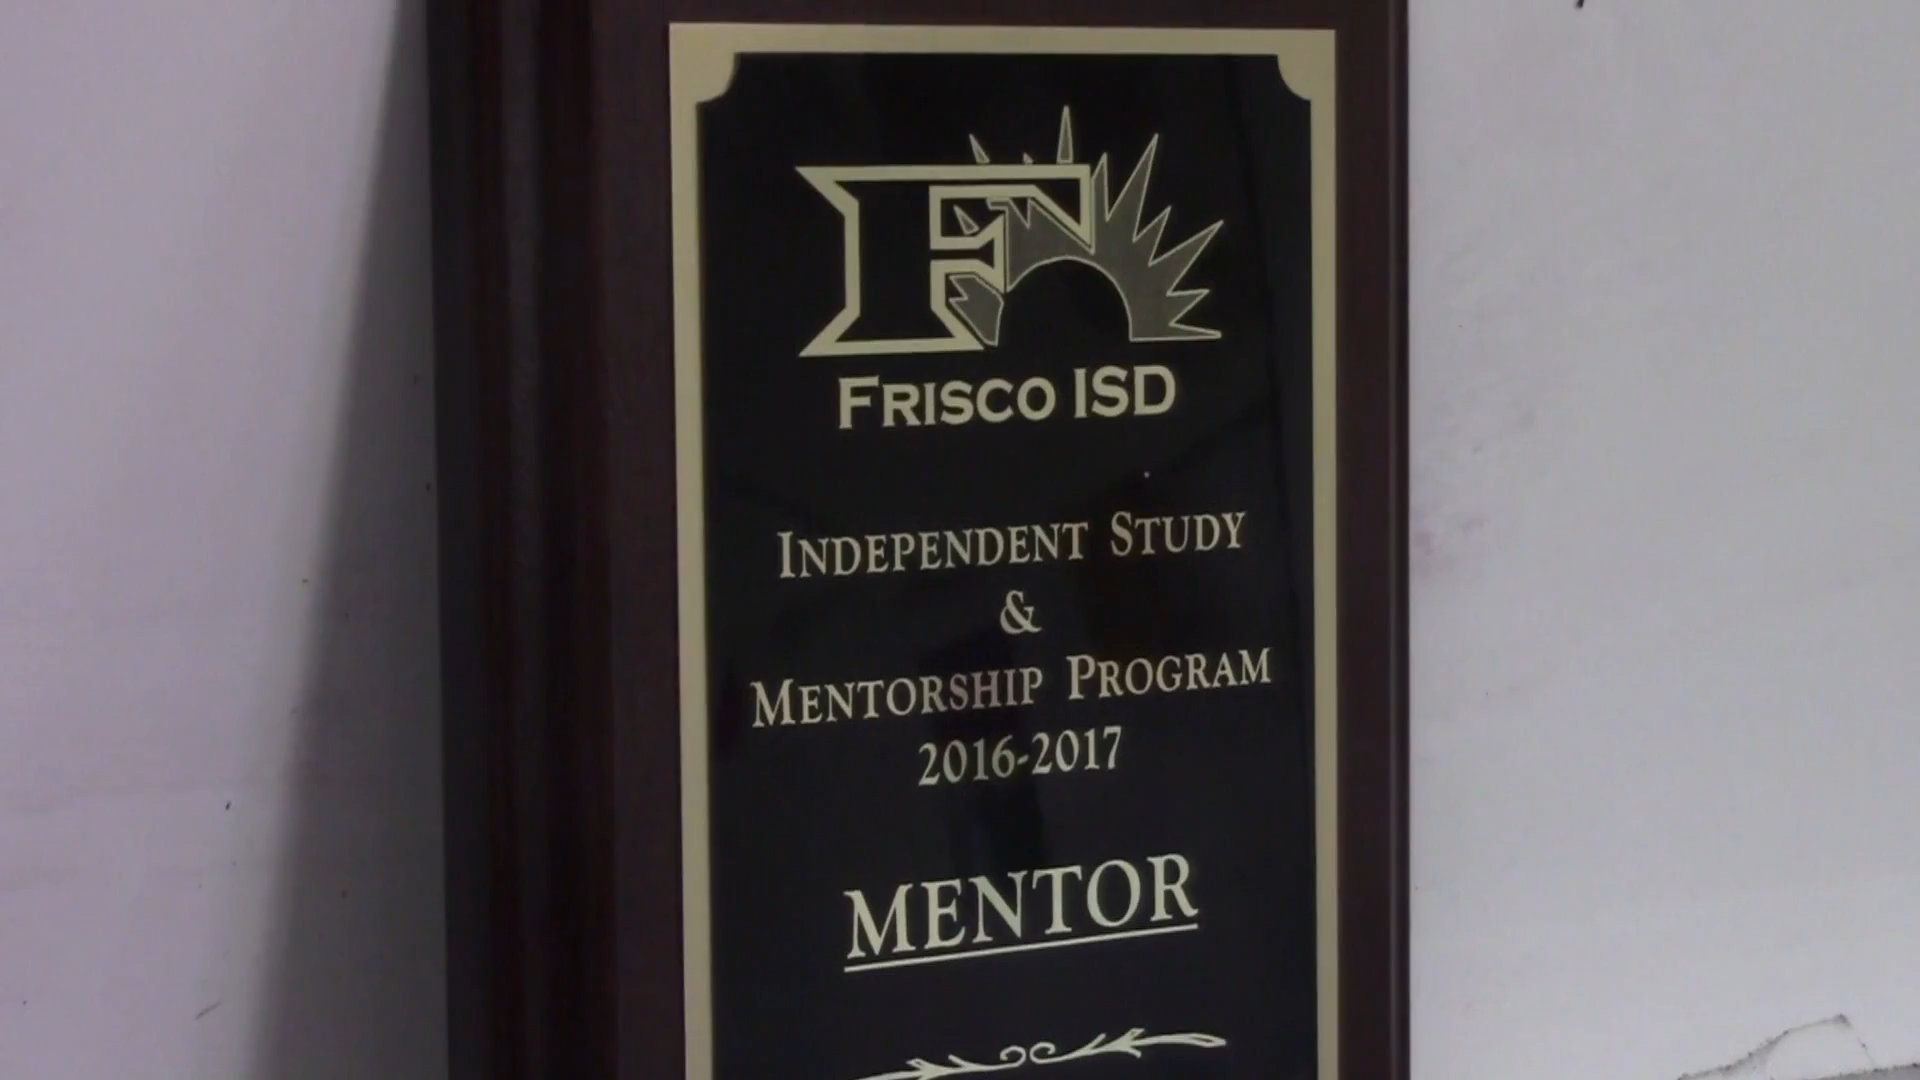 F
FRISCO ISD
INDEPENDENT STUDY
&
MENTORSHIP PROGRAM
2016-2017
MENTOR